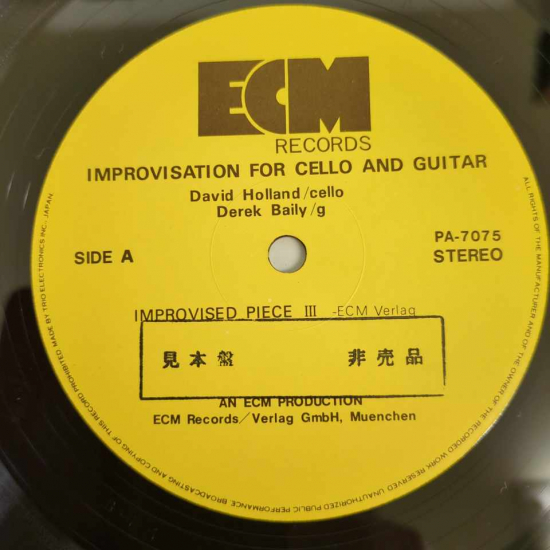 ECM
RECORDS
IMPROVISATION FOR CELLO AND GUITAR
David Holland/cello
Derek Baily/g
SIDE A
PA-7075
STEREO
IMPROVISED PIECE III -ECM Verlag
見本盤 非売品
AN ECM PRODUCTION
ECM Records/Verlag GmbH, Muenchen
ALL RIGHTS OF THE MANUFACTURER AND OF THE OWNER OF THE RECORDED WORK RESERVED UNAUTHORIZED PUBLIC PERFORMANCE BROADCASTING AND COPYING OF THIS RECORD PROHIBITED MADE BY TRIO ELECTRONICS INC., JAPAN.